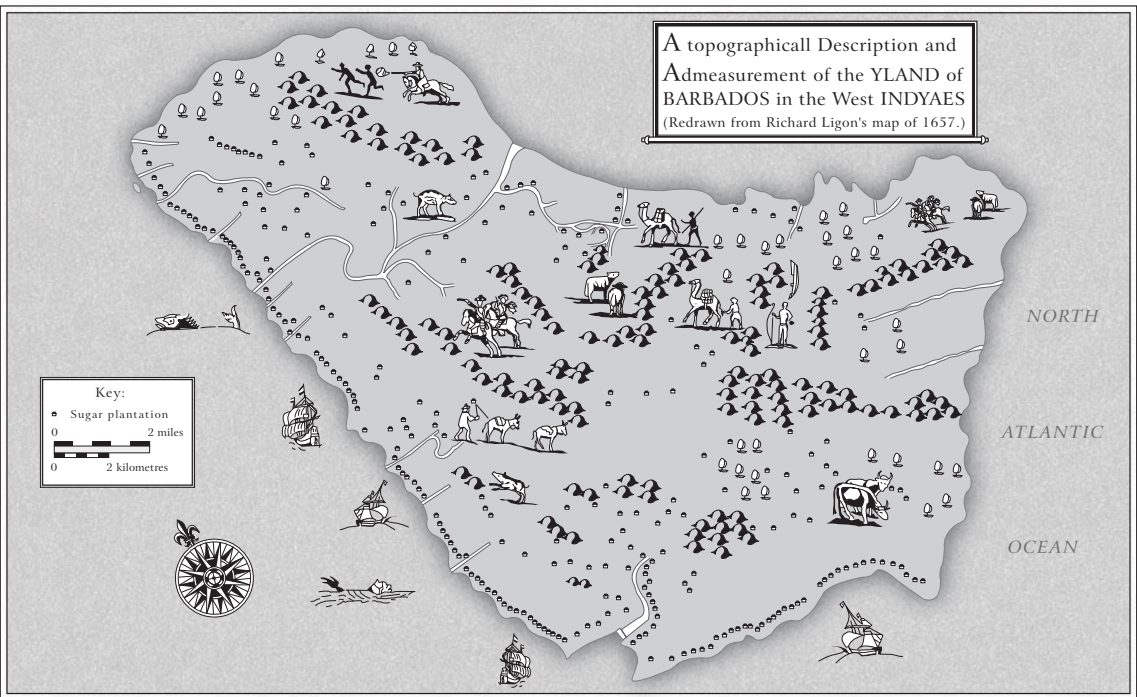 A topographicall Description and
Admeasurement of the YLAND of
BARBADOS in the West INDYAES
(Redrawn from Richard Ligon's map of 1657.)
NORTH
ATLANTIC
OCEAN
Key:
Sugar plantation
0 2 miles
0 2 kilometres